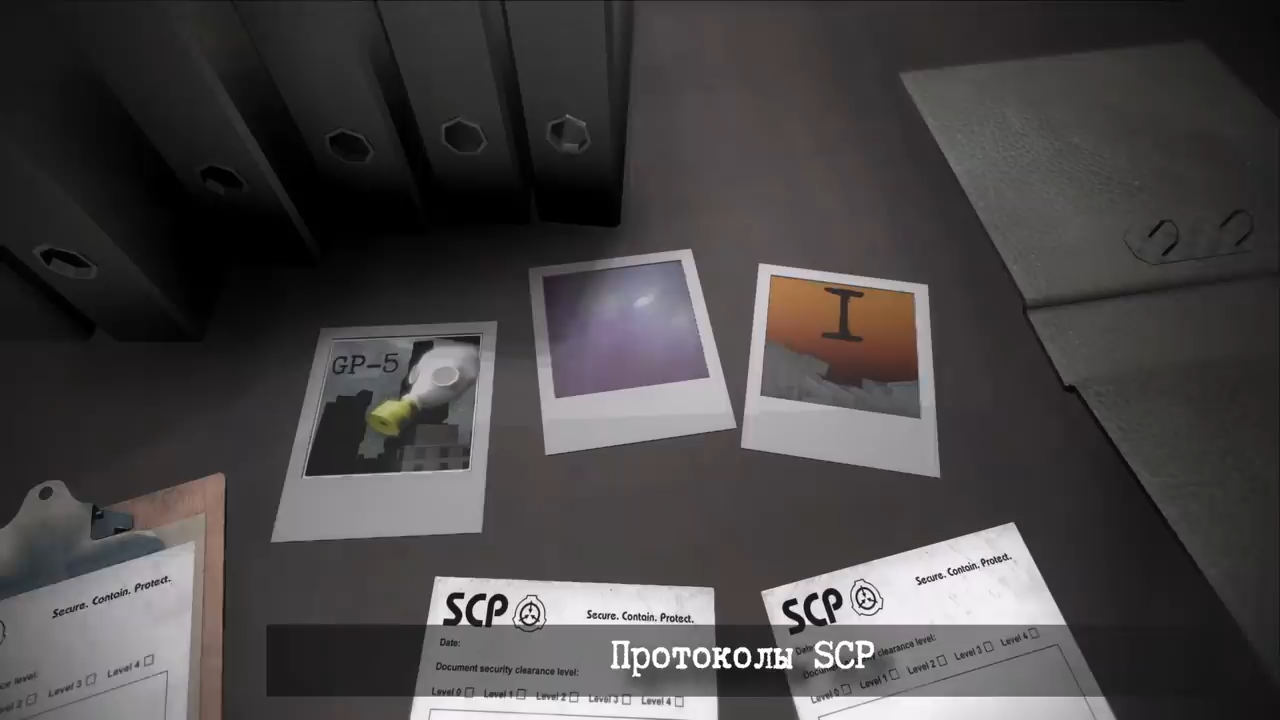 GP-5
I
Secure. Contain. Protect.
Level 3
Level 4
SCP
Secure. Contain. Protect.
Date:
Document security clearance level:
Level 0
Level 1
Level 2
Level 3
Level 4
SCP
Secure. Contain. Protect.
Level 0
Level 1
Level 2
Level 3
Level 4
Протоколы SCP